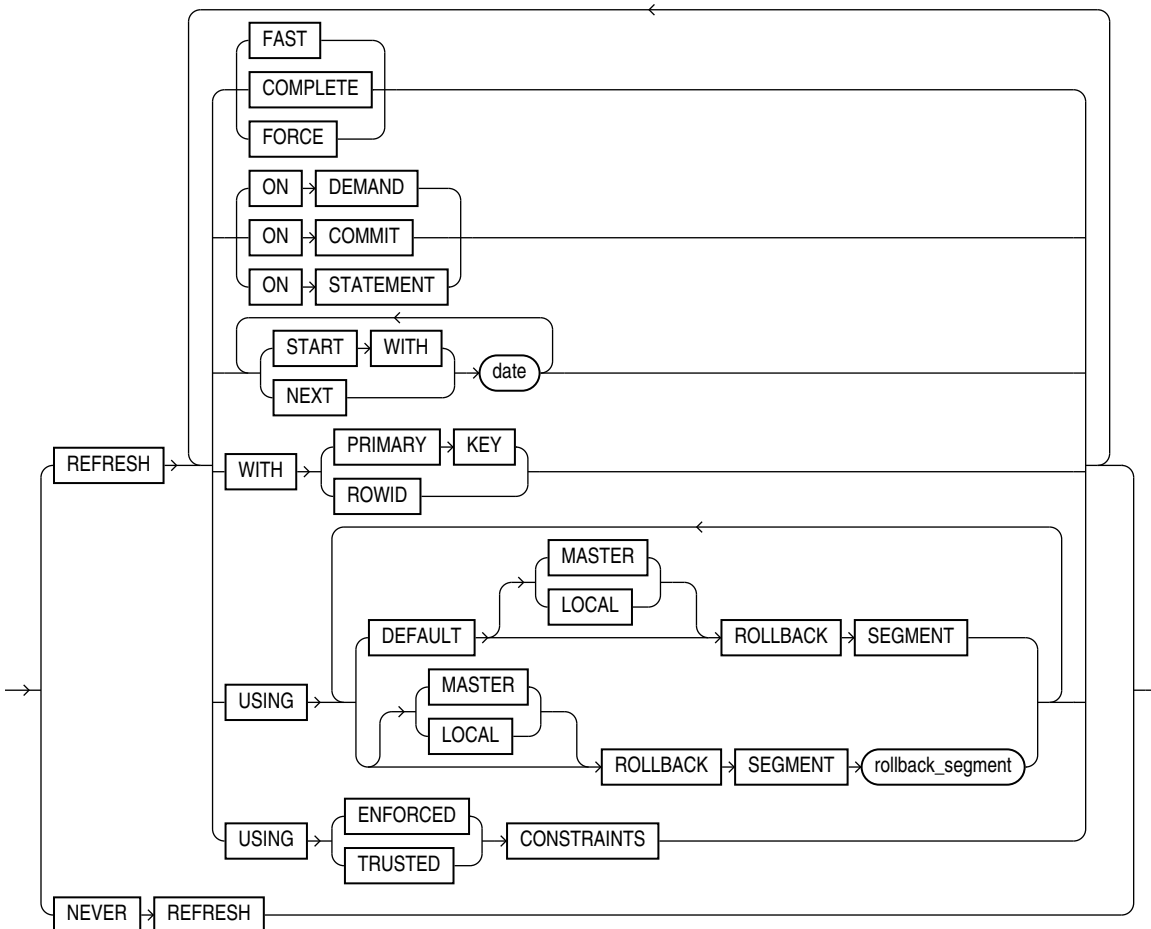 FAST
COMPLETE
FORCE
ON DEMAND
ON COMMIT
ON STATEMENT
START WITH
NEXT
date
REFRESH
WITH
PRIMARY KEY
ROWID
MASTER
LOCAL
DEFAULT
ROLLBACK SEGMENT
USING
MASTER
LOCAL
ROLLBACK SEGMENT rollback_segment
USING
ENFORCED
TRUSTED
CONSTRAINTS
NEVER REFRESH